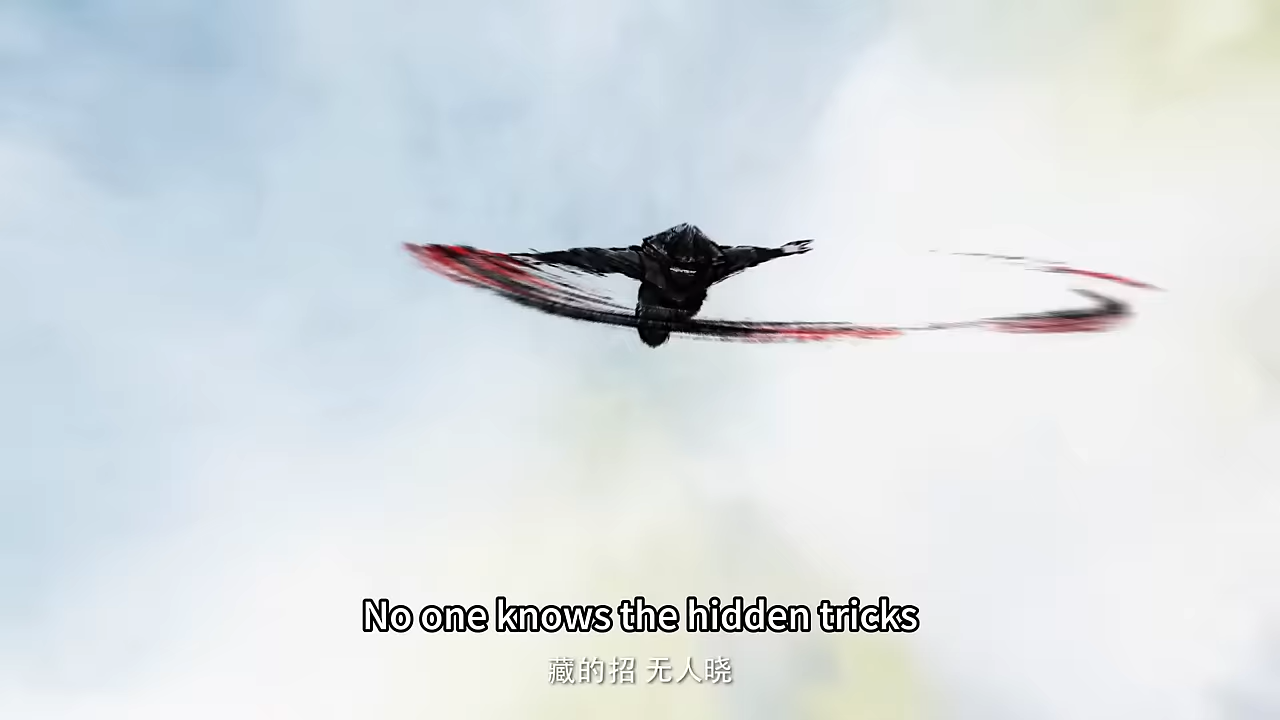 No one knows the hidden tricks
藏的招 无人晓